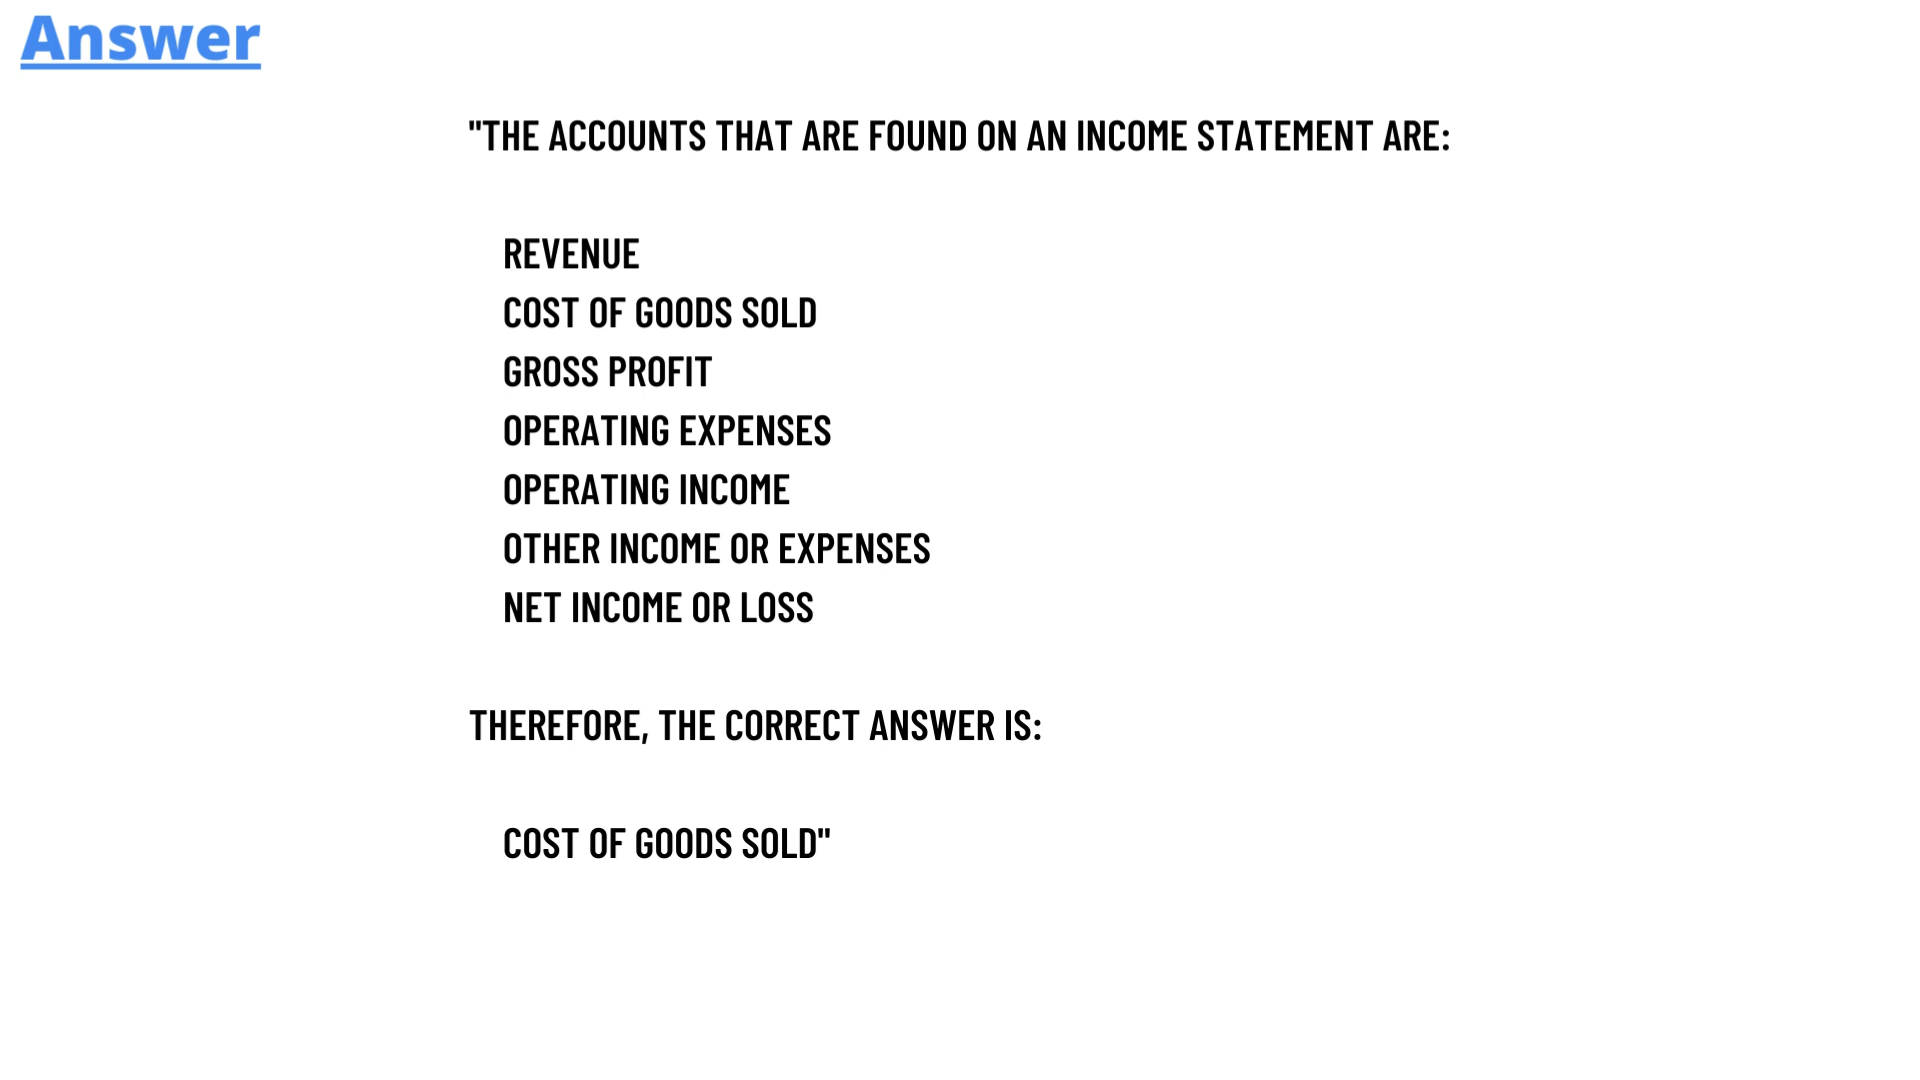 Answer
"THE ACCOUNTS THAT ARE FOUND ON AN INCOME STATEMENT ARE:
REVENUE
COST OF GOODS SOLD
GROSS PROFIT
OPERATING EXPENSES
OPERATING INCOME
OTHER INCOME OR EXPENSES
NET INCOME OR LOSS
THEREFORE, THE CORRECT ANSWER IS:
COST OF GOODS SOLD"